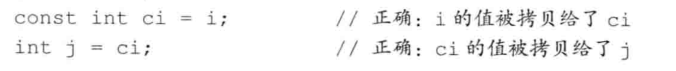 const int ci = i; // 正确：i 的值被拷贝给了 ci
int j = ci; // 正确：ci 的值被拷贝给了 j